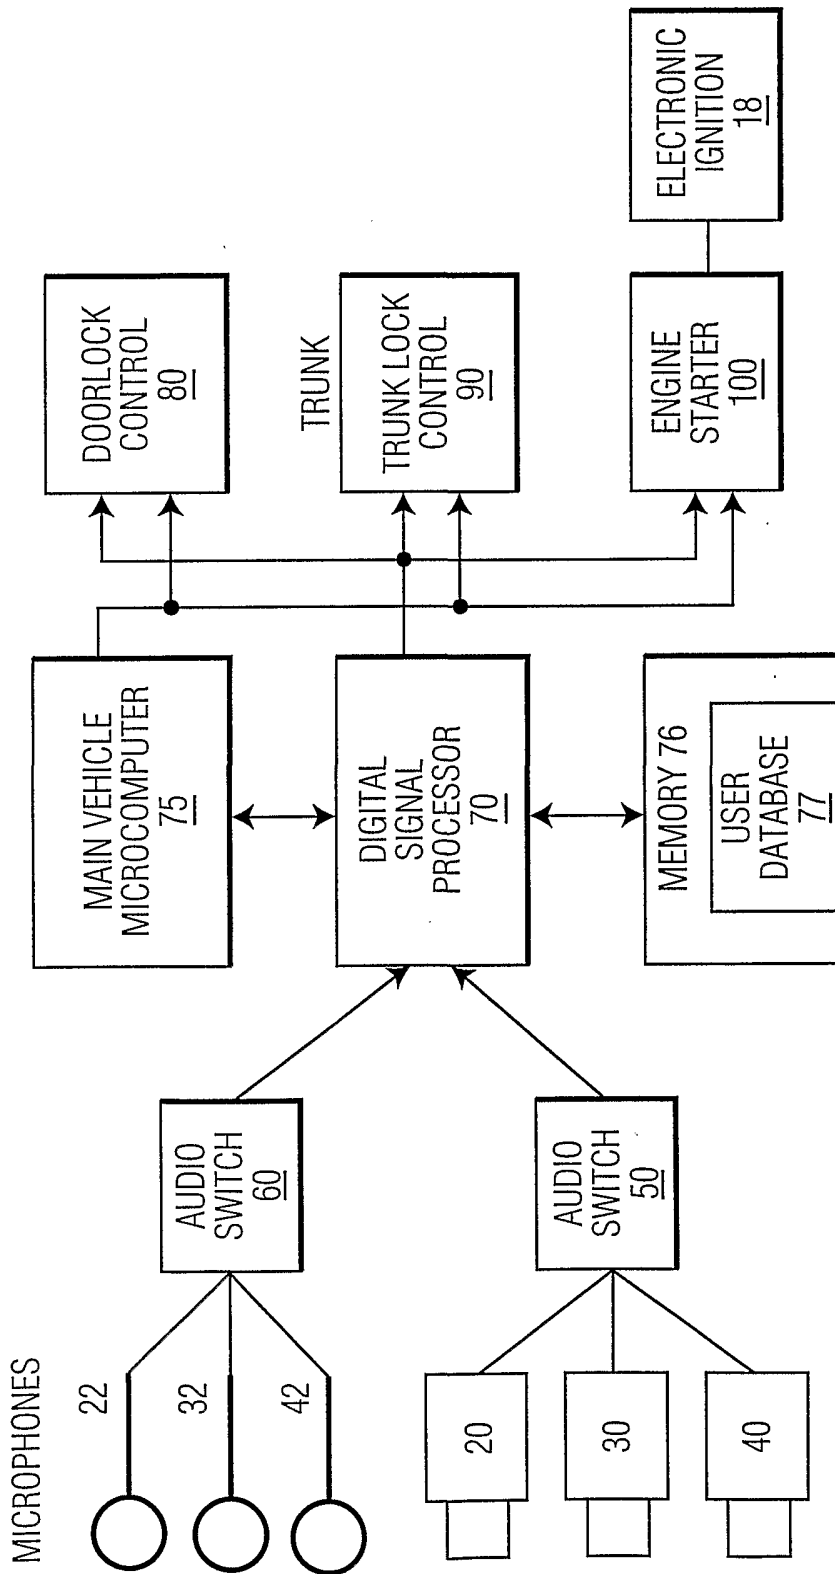 MICROPHONES
22
32
42
20
30
40
AUDIO
SWITCH
60
AUDIO
SWITCH
50
MAIN VEHICLE
MICROCOMPUTER
75
DIGITAL
SIGNAL
PROCESSOR
70
MEMORY 76
USER
DATABASE
77
DOORLOCK
CONTROL
80
TRUNK
TRUNK LOCK
CONTROL
90
ENGINE
STARTER
100
ELECTRONIC
IGNITION
18